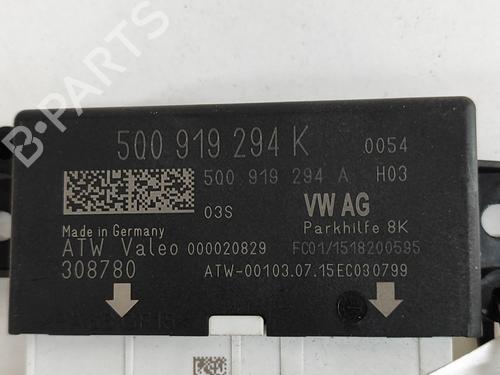 5Q0 919 294 K 0054
5Q0 919 294 A H03
03S VW AG
Made in Germany Parkhilfe 8K
ATW Valeo 000020829 FC01/1518200595
308780 ATW-00103.07.15EC030799